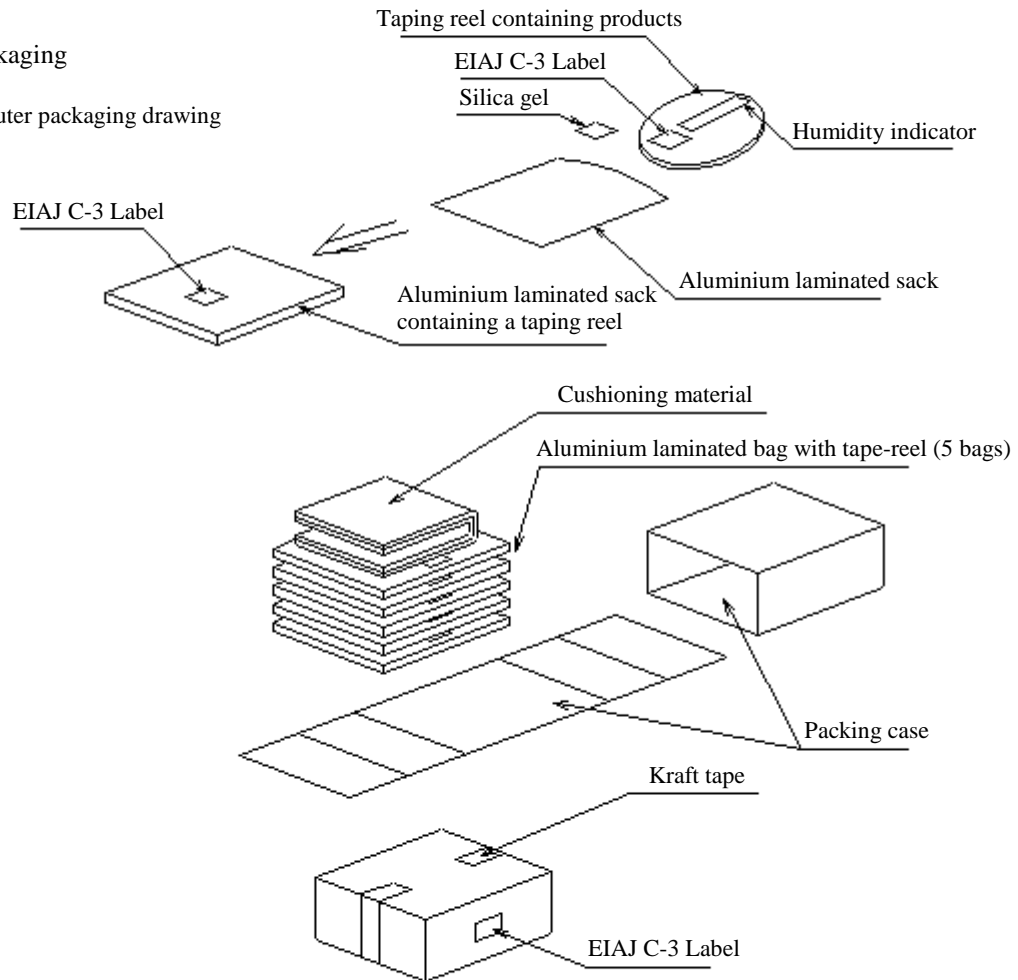 Taping reel containing products
kaging
EIAJ C-3 Label
Silica gel
uter packaging drawing
Humidity indicator
EIAJ C-3 Label
Aluminium laminated sack
Aluminium laminated sack
containing a taping reel
Cushioning material
Aluminium laminated bag with tape-reel (5 bags)
Packing case
Kraft tape
EIAJ C-3 Label